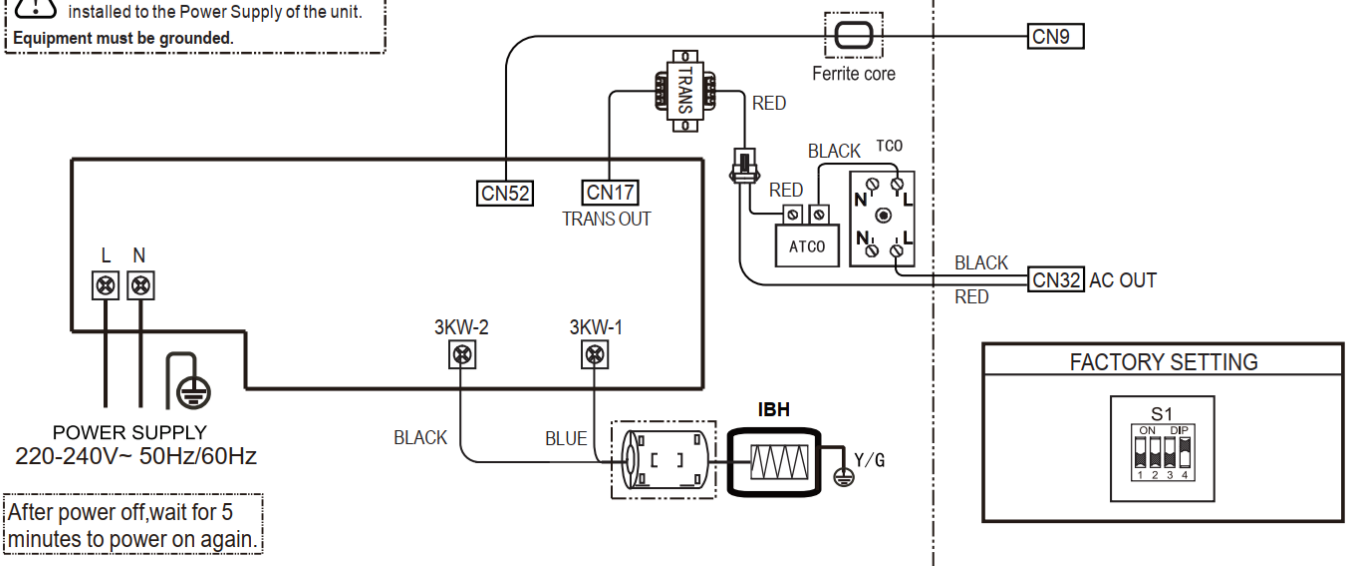 installed to the Power Supply of the unit.
Equipment must be grounded.
CN9
Ferrite core
TRANS
RED
BLACK
TCO
CN52
CN17
TRANS OUT
RED
N
L
ATCO
N
L
L
N
BLACK
CN32
AC OUT
RED
3KW-2
3KW-1
FACTORY SETTING
S1
ON
DIP
1 2 3 4
IBH
POWER SUPPLY
220-240V~ 50Hz/60Hz
BLACK
BLUE
Y/G
After power off,wait for 5
minutes to power on again.